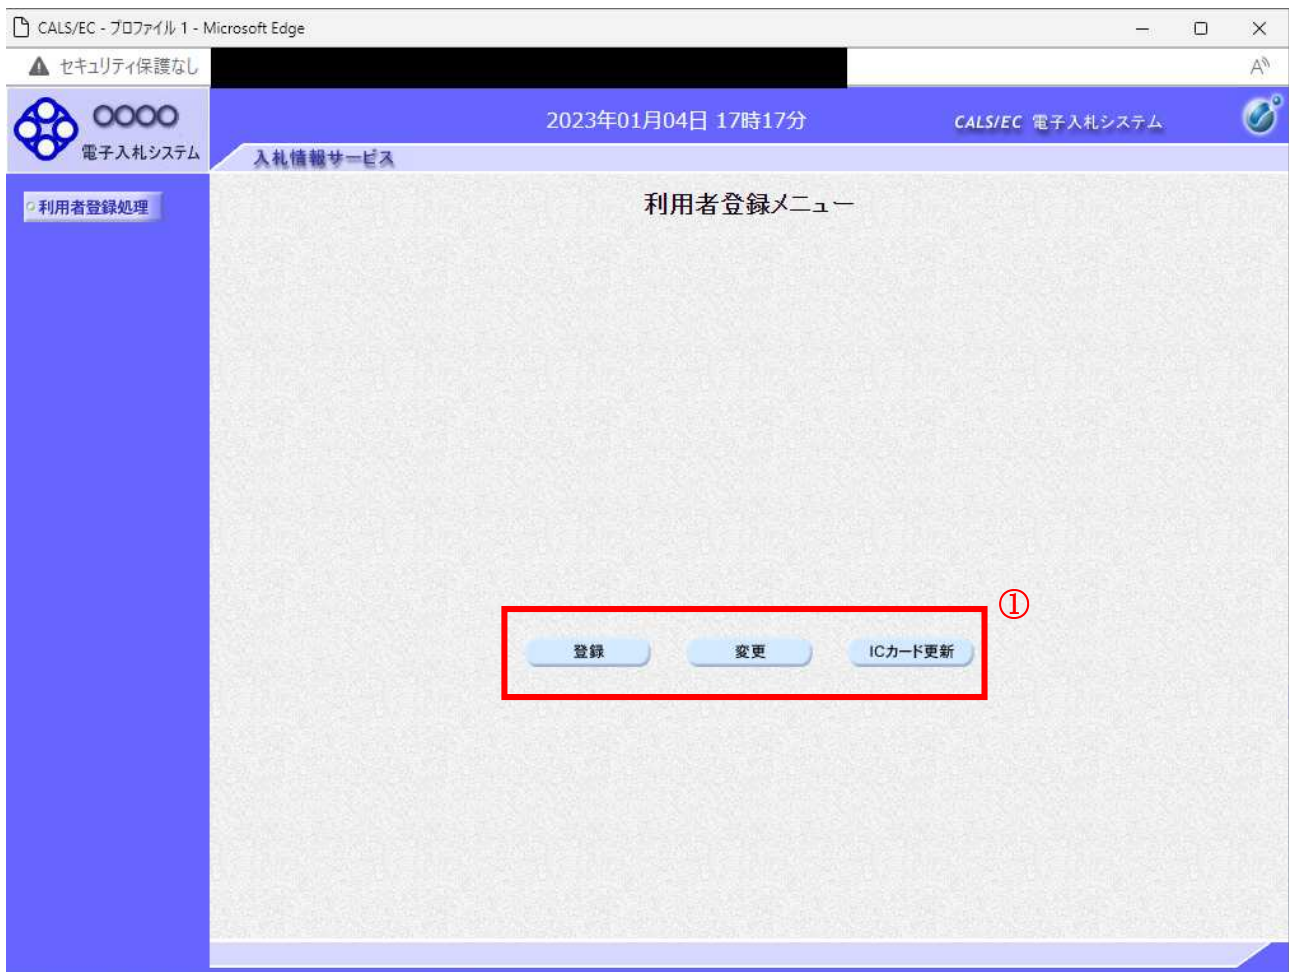 CALS/EC - プロファイル 1 - Microsoft Edge
セキュリティ保護なし
A
○○○○
電子入札システム
2023年01月04日 17時17分
CALS/EC 電子入札システム
入札情報サービス
利用者登録処理
利用者登録メニュー
①
登録
変更
ICカード更新